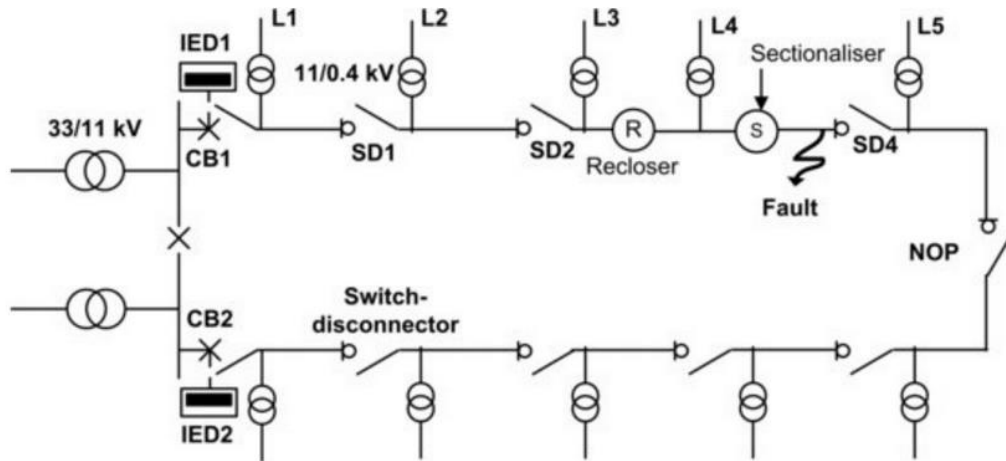 L1
L2
L3
L4
L5
IED1
Sectionaliser
11/0.4 kV
33/11 kV
R
S
CB1
SD1
SD2
SD4
Recloser
Fault
NOP
CB2
Switch-
disconnector
IED2